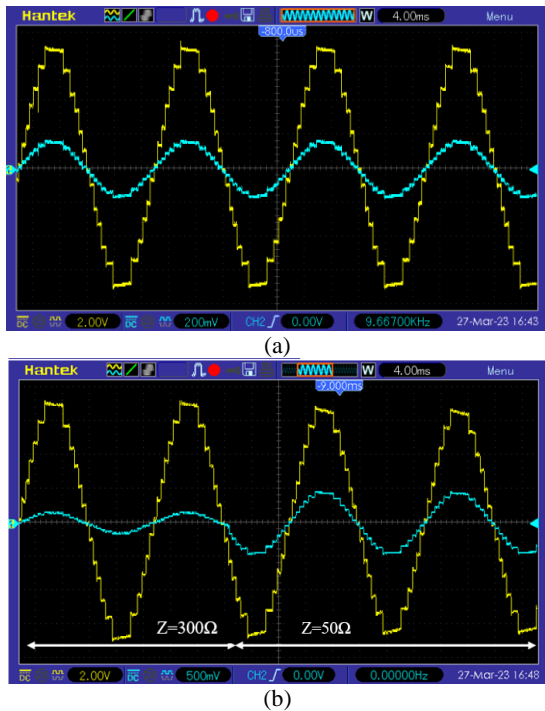 Hantek W 4.00ms Menu
-800.0us
DC 2.00V DC 200mV CH2 0.00V 9.66700KHz 27-Mar-23 16:43
(a)
Hantek W 4.00ms Menu
-9.000ms
Z=300Ω Z=50Ω
DC 2.00V DC 500mV CH2 0.00V 0.00000Hz 27-Mar-23 16:48
(b)